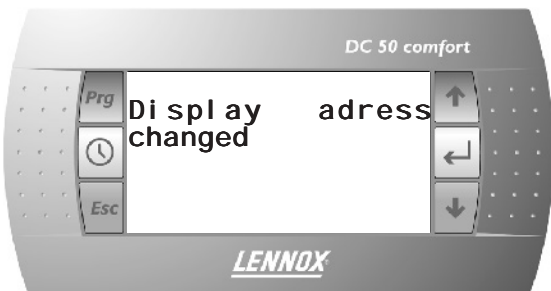 DC 50 comfort
Prg
Display adress
changed
Esc
LENNOX